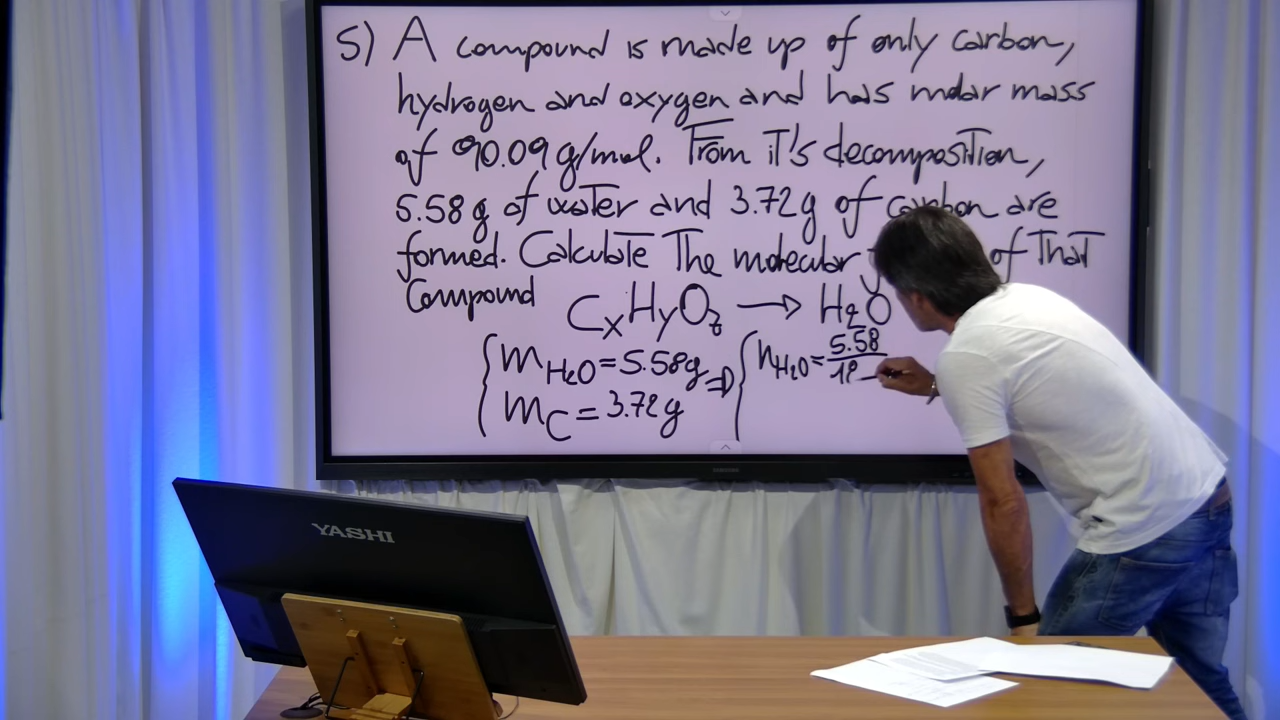 5) A compound is made up of only carbon,
hydrogen and oxygen and has molar mass
of 90.09 g/mol. From it's decomposition,
5.58 g of water and 3.72 g of carbon are
formed. Calculate The molecular of That
Compound CxHyOz → H2O
{ mH2O = 5.58g ⇒ { nH2O = 5.58/18
mC = 3.72 g
YASHI